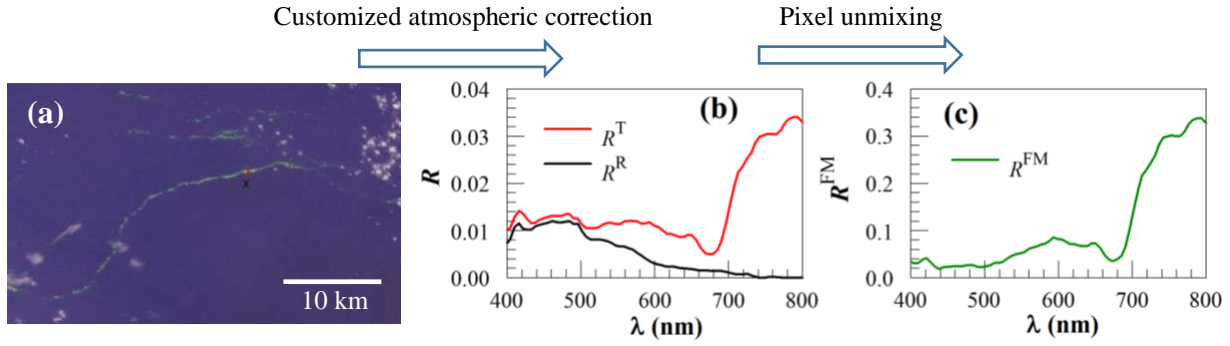 Customized atmospheric correction
Pixel unmixing
(a)
x
10 km
R
0.04
0.03
0.02
0.01
0.00
(b)
R^T
R^R
400 500 600 700 800
λ (nm)
R^FM
0.4
0.3
0.2
0.1
0.0
(c)
R^FM
400 500 600 700 800
λ (nm)